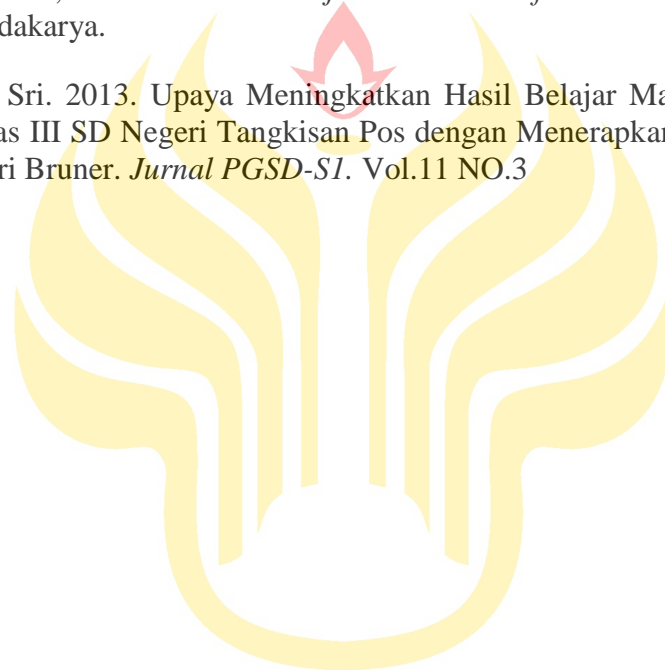 dakarya.
Sri. 2013. Upaya Meningkatkan Hasil Belajar Ma
as III SD Negeri Tangkisan Pos dengan Menerapkan
ri Bruner. Jurnal PGSD-S1. Vol.11 NO.3